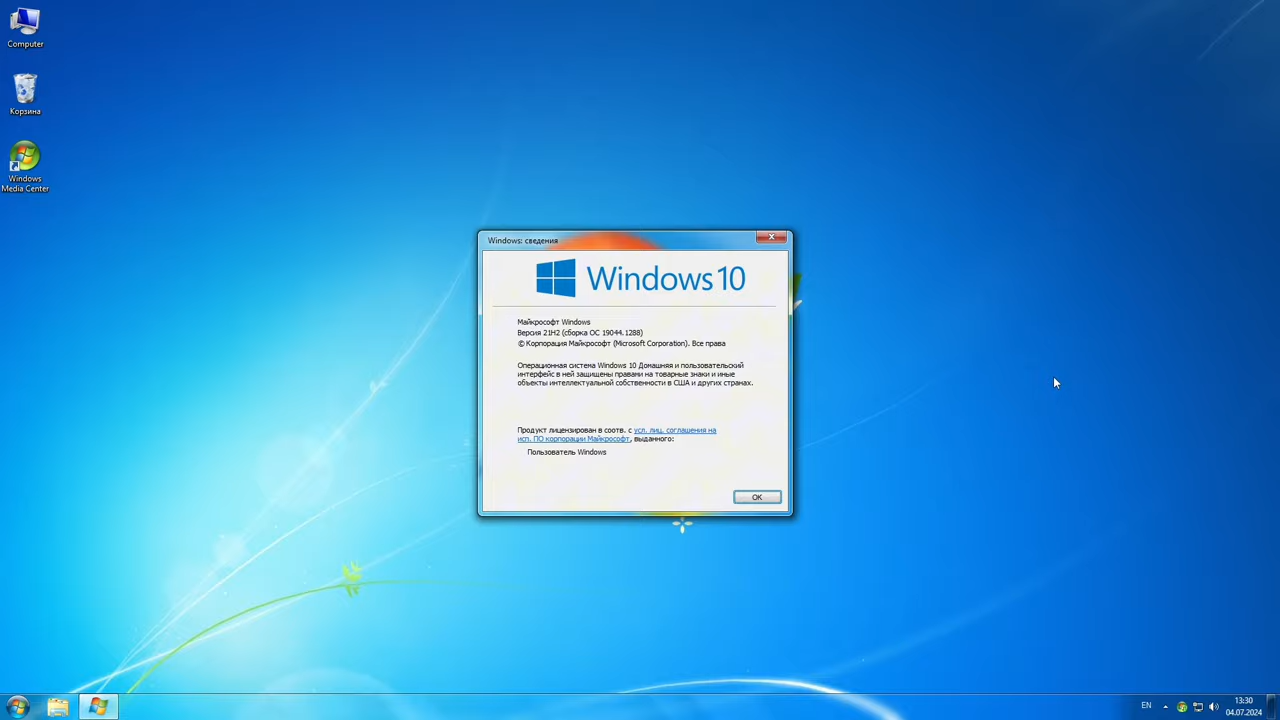 Computer
Корзина
Windows
Media Center
Windows: сведения
Windows 10
Майкрософт Windows
Версия 21H2 (сборка ОС 19044.1288)
© Корпорация Майкрософт (Microsoft Corporation). Все права
Операционная система Windows 10 Домашняя и пользовательский
интерфейс в ней защищены правами на товарные знаки и иные
объекты интеллектуальной собственности в США и других странах.
Продукт лицензирован в соотв. с усл. лиц. соглашения на
исп. ПО корпорации Майкрософт, выданного:
Пользователь Windows
OK
EN
13:30
04.07.2024